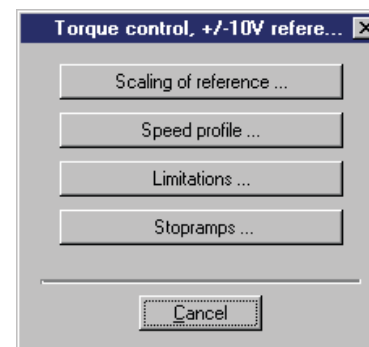 Torque control, +/-10V refere...
Scaling of reference ...
Speed profile ...
Limitations ...
Stopramps ...
Cancel